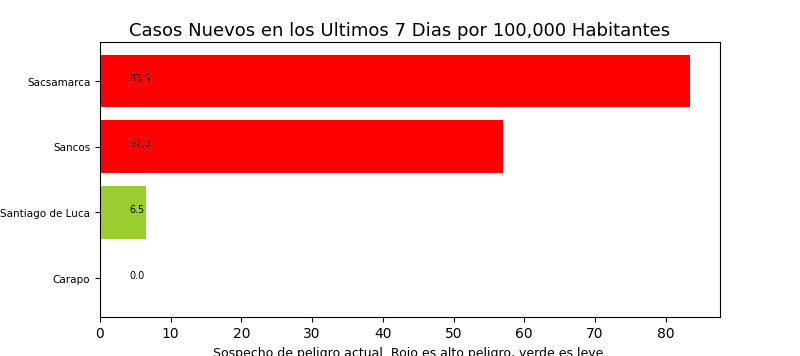 Casos Nuevos en los Ultimos 7 Dias por 100,000 Habitantes
Sacsamarca
83.5
Sancos
57.0
Santiago de Luca
6.5
Carapo
0.0
0 10 20 30 40 50 60 70 80
Sospecho de peligro actual. Rojo es alto peligro, verde es leve